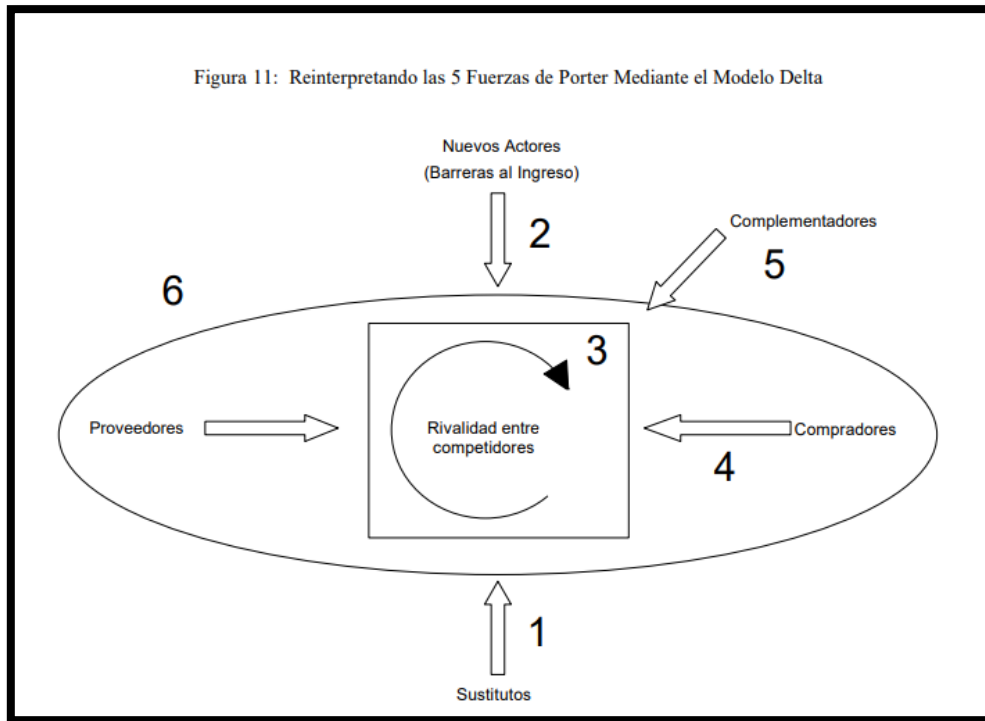 Figura 11: Reinterpretando las 5 Fuerzas de Porter Mediante el Modelo Delta
Nuevos Actores
(Barreras al Ingreso)
2
Complementadores
5
6
3
Proveedores
Rivalidad entre
competidores
Compradores
4
1
Sustitutos